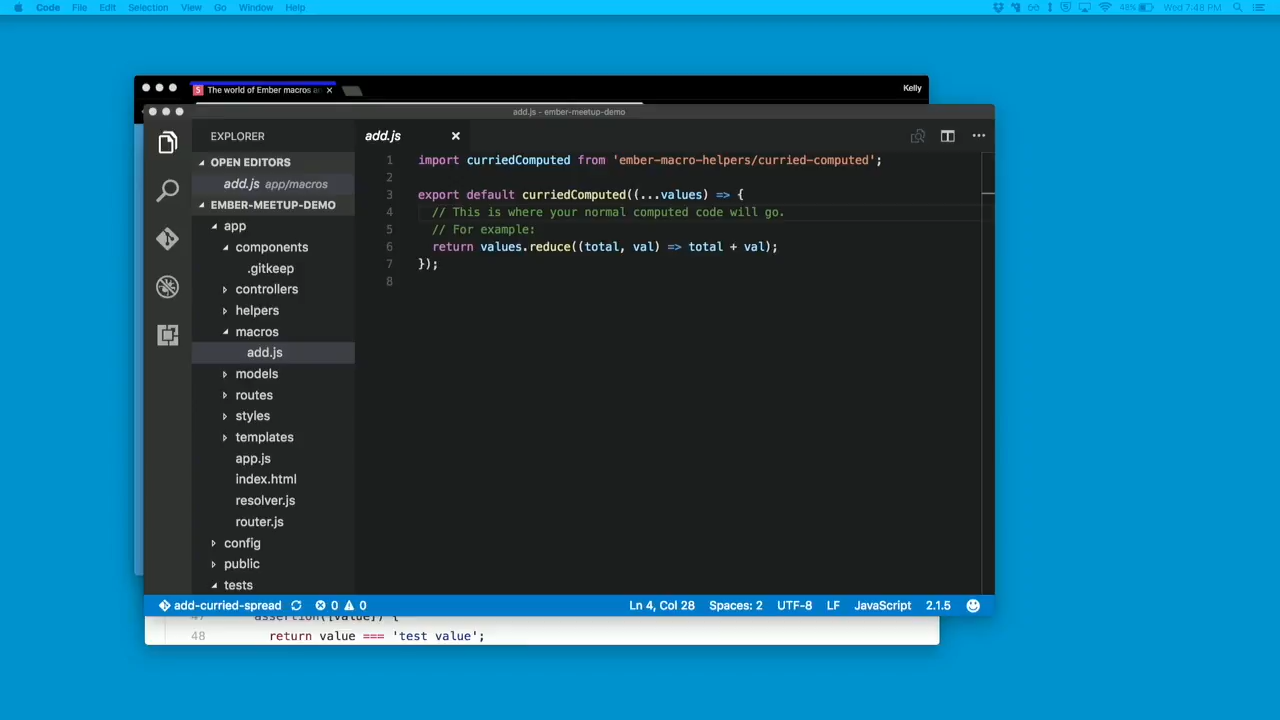 Code File Edit Selection View Go Window Help 48% Wed 7:48 PM
The world of Ember macros a
Kelly
add.js - ember-meetup-demo
EXPLORER
OPEN EDITORS
add.js app/macros
EMBER-MEETUP-DEMO
app
components
.gitkeep
controllers
helpers
macros
add.js
models
routes
styles
templates
app.js
index.html
resolver.js
router.js
config
public
tests
add.js
1 import curriedComputed from 'ember-macro-helpers/curried-computed';
2
3 export default curriedComputed((...values) => {
4 // This is where your normal computed code will go.
5 // For example:
6 return values.reduce((total, val) => total + val);
7 });
8
add-curried-spread 0 0 Ln 4, Col 28 Spaces: 2 UTF-8 LF JavaScript 2.1.5
47 assertion([value]) {
48 return value === 'test value';